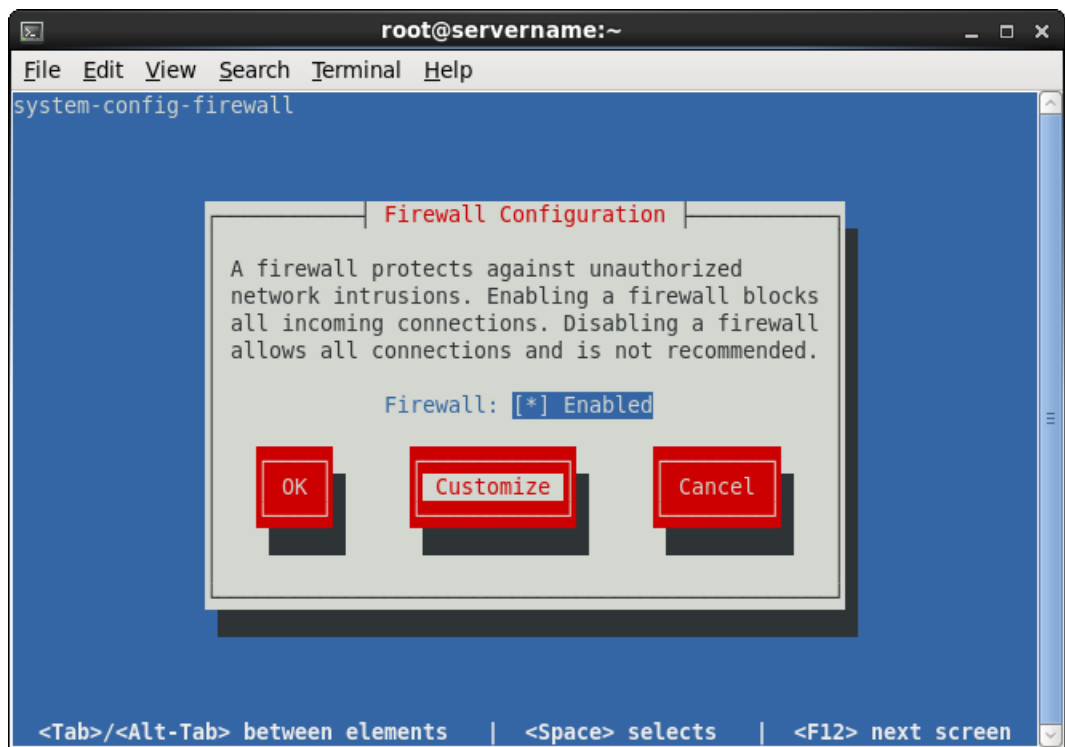 root@servername:~
File Edit View Search Terminal Help
system-config-firewall
Firewall Configuration
A firewall protects against unauthorized
network intrusions. Enabling a firewall blocks
all incoming connections. Disabling a firewall
allows all connections and is not recommended.
Firewall: [*] Enabled
OK Customize Cancel
<Tab>/<Alt-Tab> between elements | <Space> selects | <F12> next screen